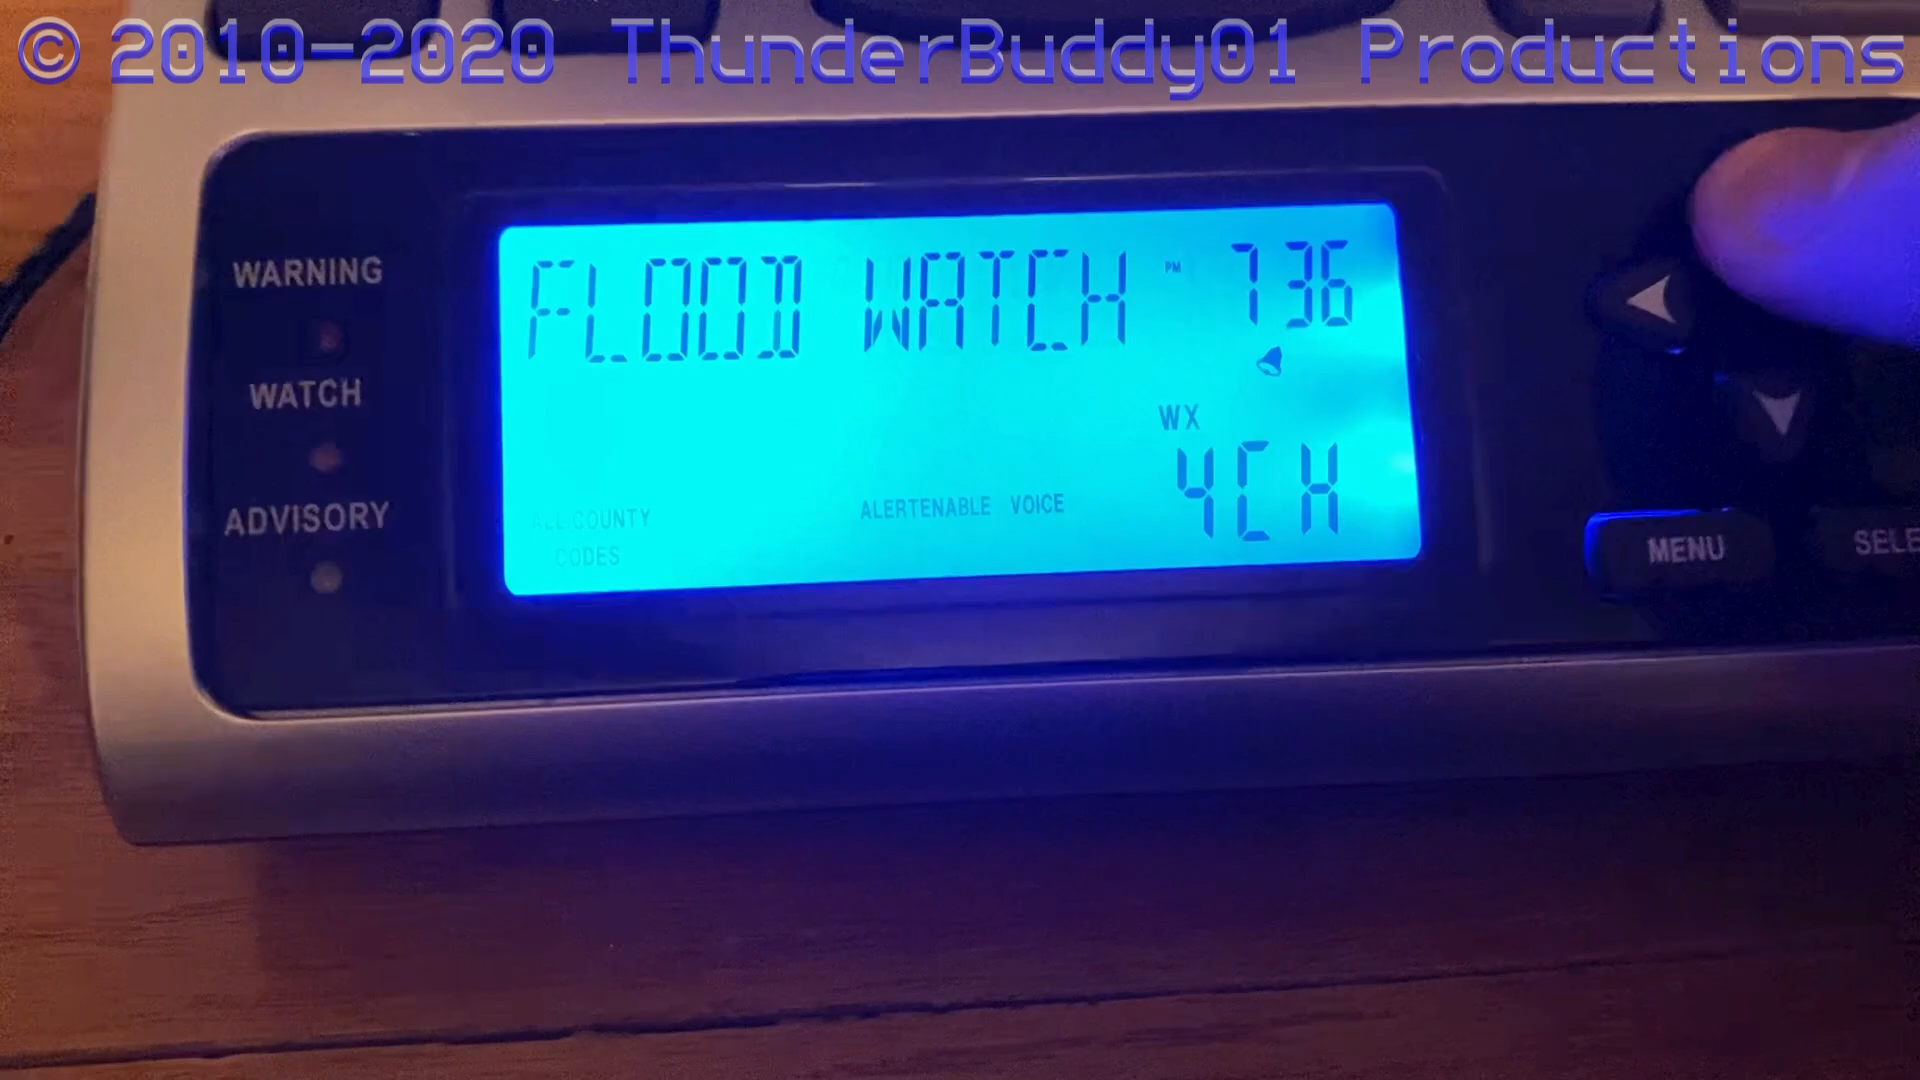 © 2010-2020 ThunderBuddy01 Productions
WARNING
WATCH
ADVISORY
FLOOD WATCH PM 736
WX
4CH
ALL COUNTY
CODES
ALERTENABLE VOICE
MENU